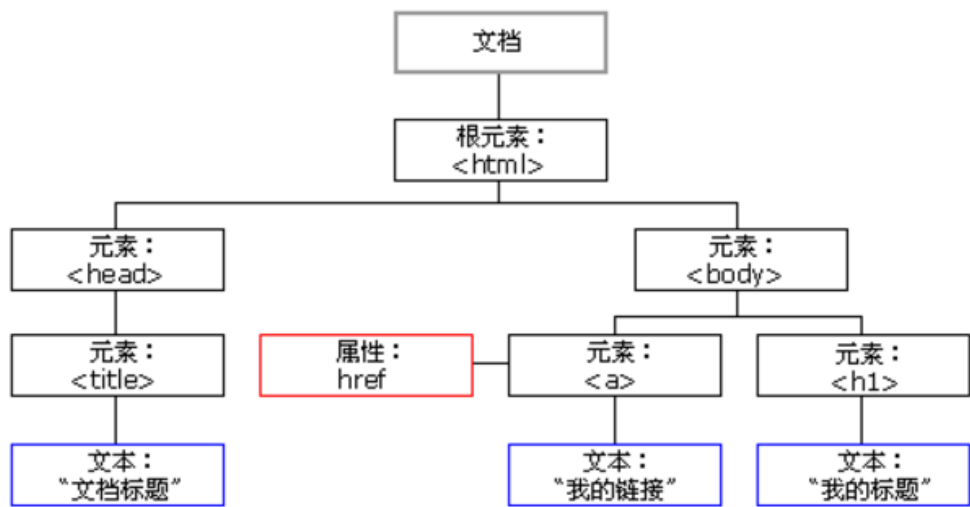 文档
根元素：
<html>
元素：
<head>
元素：
<body>
元素：
<title>
属性：
href
元素：
<a>
元素：
<h1>
文本：
“文档标题”
文本：
“我的链接”
文本：
“我的标题”